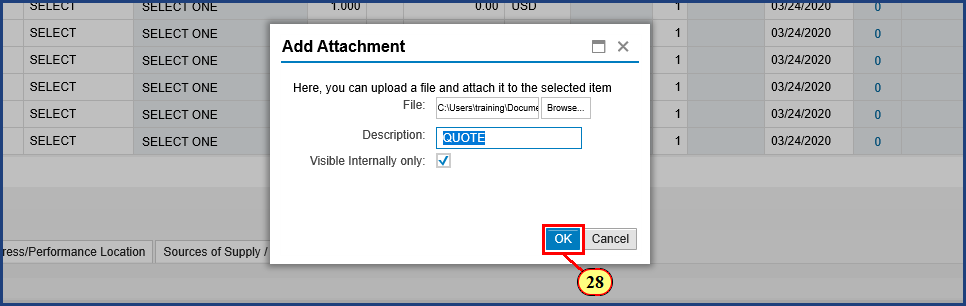 SELECT SELECT ONE 1.000 0.00 USD 1 03/24/2020 0
SELECT SELECT ONE 1 03/24/2020 0
SELECT SELECT ONE 1 03/24/2020 0
SELECT SELECT ONE 1 03/24/2020 0
SELECT SELECT ONE 1 03/24/2020 0
SELECT SELECT ONE 1 03/24/2020 0
Add Attachment
Here, you can upload a file and attach it to the selected item
File: C:\Users\training\Docume Browse...
Description: QUOTE
Visible Internally only:
OK Cancel
ress/Performance Location Sources of Supply /
28